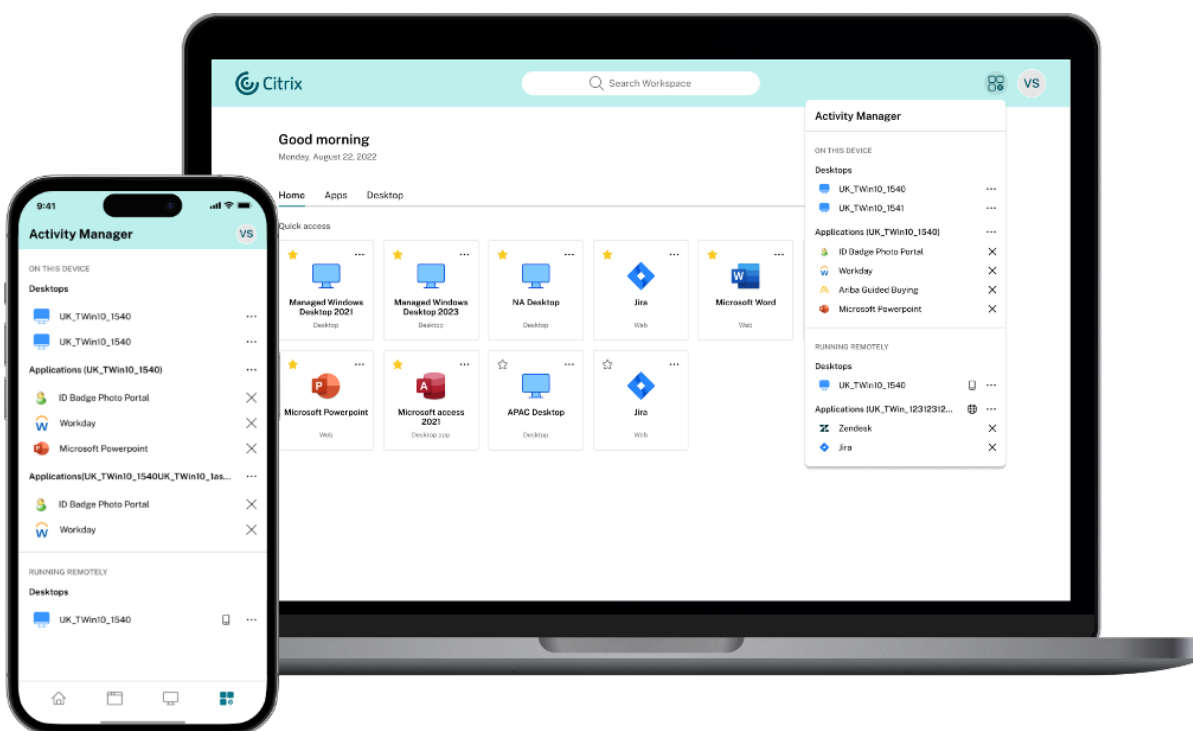 Citrix
Search Workspace
VS
Good morning
Monday, August 22, 2022
Home Apps Desktop
Quick access
Managed Windows
Desktop 2021
Desktop
Managed Windows
Desktop 2023
Desktop
NA Desktop
Desktop
Jira
Web
Microsoft Word
Web
Microsoft Powerpoint
Web
Microsoft access
2021
Desktop app
APAC Desktop
Desktop
Jira
Web
Activity Manager
ON THIS DEVICE
Desktops
UK_TWin10_1540
UK_TWin10_1541
Applications (UK_TWin10_1540)
ID Badge Photo Portal
Workday
Ariba Guided Buying
Microsoft Powerpoint
RUNNING REMOTELY
Desktops
UK_TWin10_1540
Applications (UK_TWin_12312312...
Zendesk
Jira
9:41
Activity Manager
VS
ON THIS DEVICE
Desktops
UK_TWin10_1540
UK_TWin10_1540
Applications (UK_TWin10_1540)
ID Badge Photo Portal
Workday
Microsoft Powerpoint
Applications(UK_TWin10_1540UK_TWin10_1as...
ID Badge Photo Portal
Workday
RUNNING REMOTELY
Desktops
UK_TWin10_1540